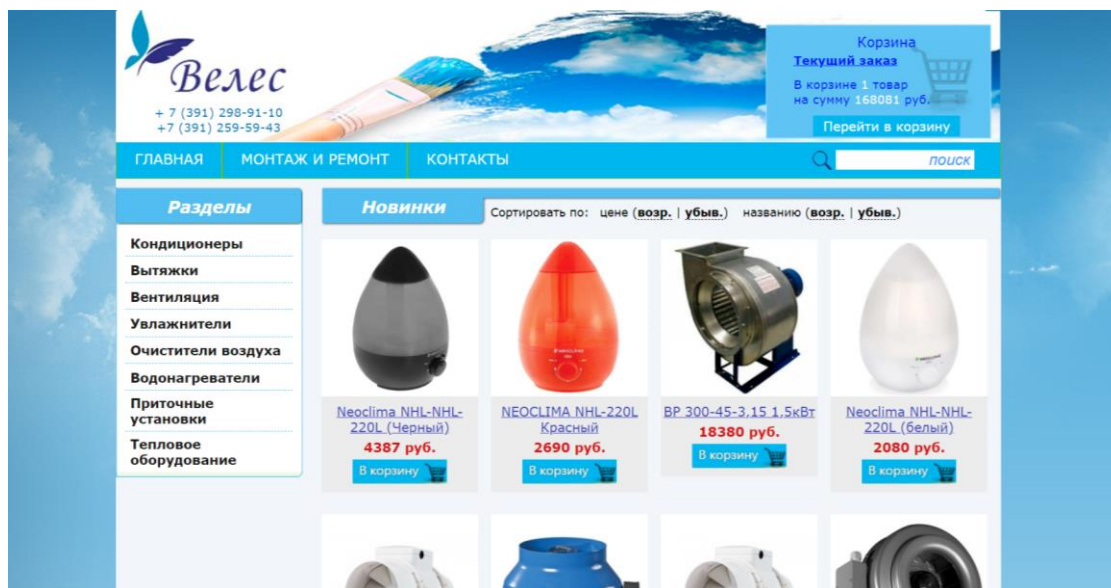 Велес
+ 7 (391) 298-91-10
+7 (391) 259-59-43
Корзина
Текущий заказ
В корзине 1 товар
на сумму 168081 руб.
Перейти в корзину
ГЛАВНАЯ МОНТАЖ И РЕМОНТ КОНТАКТЫ поиск
Разделы
Кондиционеры
Вытяжки
Вентиляция
Увлажнители
Очистители воздуха
Водонагреватели
Приточные
установки
Тепловое
оборудование
Новинки
Сортировать по: цене (возр. | убыв.) названию (возр. | убыв.)
Neoclima NHL-NHL-
220L (Черный)
4387 руб.
В корзину
NEOCLIMA NHL-220L
Красный
2690 руб.
В корзину
ВР 300-45-3,15 1,5кВт
18380 руб.
В корзину
Neoclima NHL-NHL-
220L (белый)
2080 руб.
В корзину